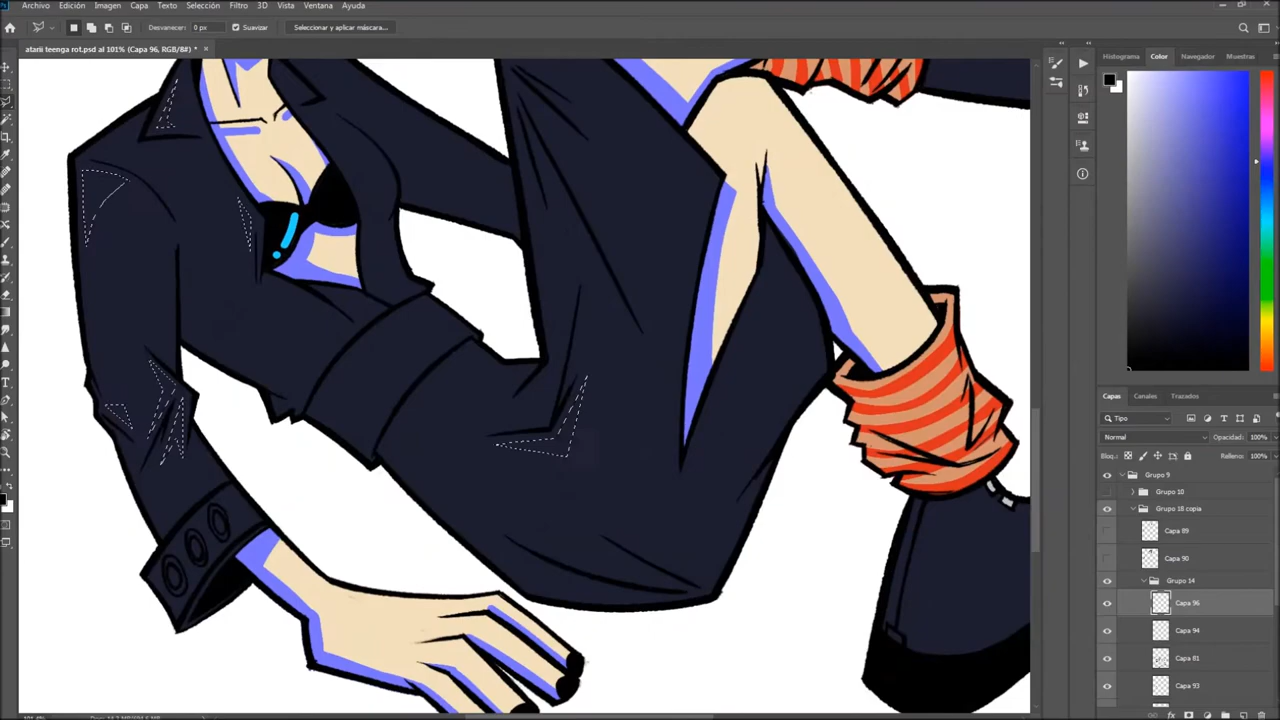 Archivo Edición Imagen Capa Texto Selección Filtro 3D Vista Ventana Ayuda
Desvanecer: 0 px Suavizar Seleccionar y aplicar máscara...
atarii teenga rot.psd al 101% (Capa 96, RGB/8#) * ×
Histograma Color Navegador Muestras
Capas Canales Trazados
Tipo
Normal Opacidad: 100%
Bloq.: Relleno: 100%
Grupo 9
Grupo 10
Grupo 18 copia
Capa 89
Capa 90
Grupo 14
Capa 96
Capa 94
Capa 81
Capa 93
fx